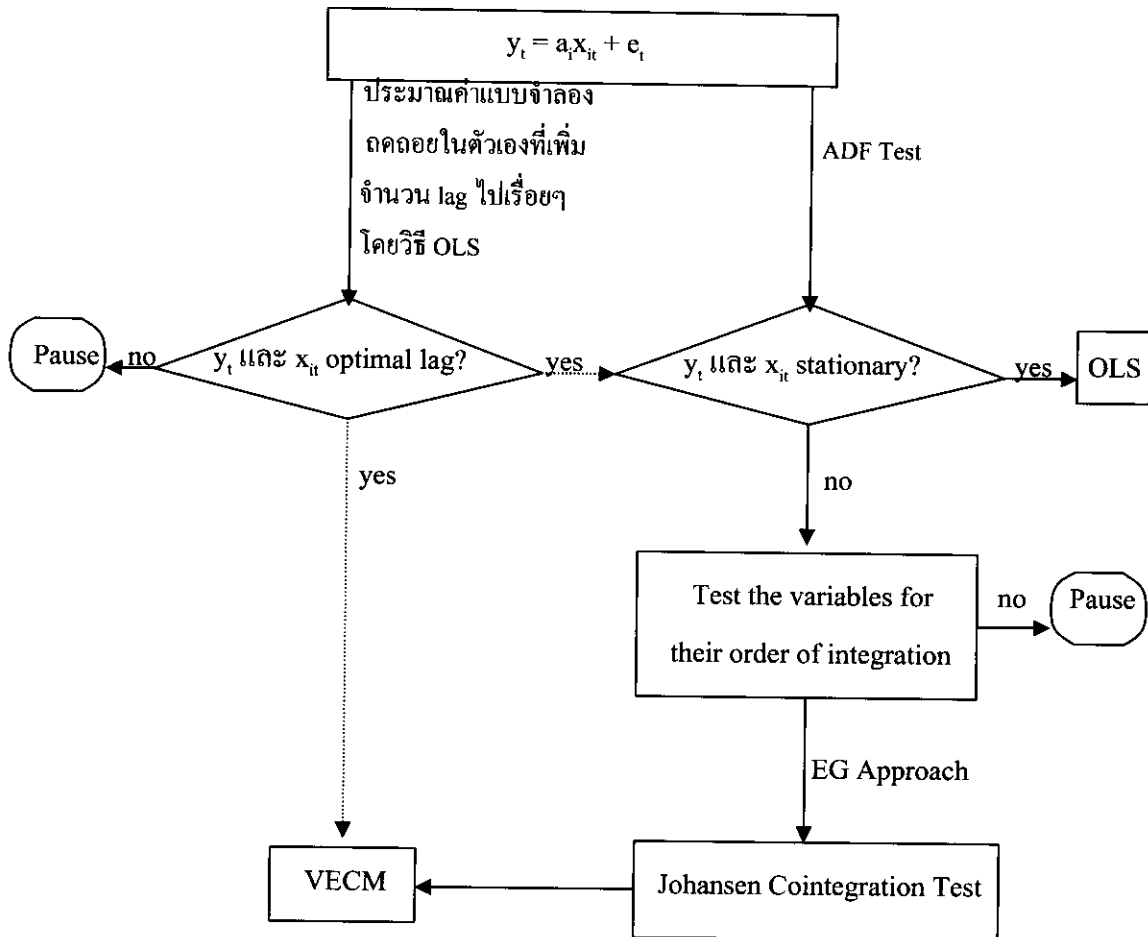 yₜ = aᵢxᵢₜ + eₜ
ประมาณค่าแบบจำลอง
ถดถอยในตัวเองที่เพิ่ม
จำนวน lag ไปเรื่อยๆ
โดยวิธี OLS
ADF Test
Pause
no
yₜ และ xᵢₜ optimal lag?
yes
yₜ และ xᵢₜ stationary?
yes
OLS
yes
no
Test the variables for
their order of integration
no
Pause
EG Approach
VECM
Johansen Cointegration Test